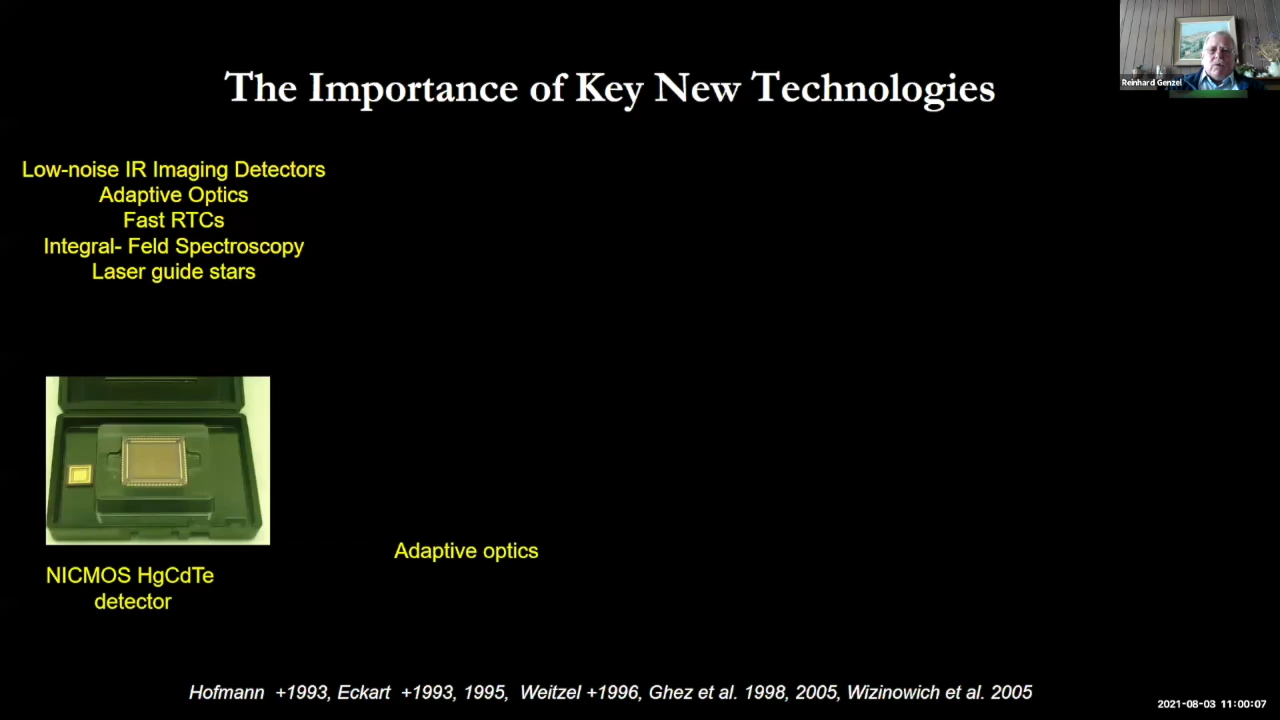 The Importance of Key New Technologies
Reinhard Genzel
Low-noise IR Imaging Detectors
Adaptive Optics
Fast RTCs
Integral- Feld Spectroscopy
Laser guide stars
Adaptive optics
NICMOS HgCdTe
detector
Hofmann +1993, Eckart +1993, 1995, Weitzel +1996, Ghez et al. 1998, 2005, Wizinowich et al. 2005
2021-08-03 11:00:07